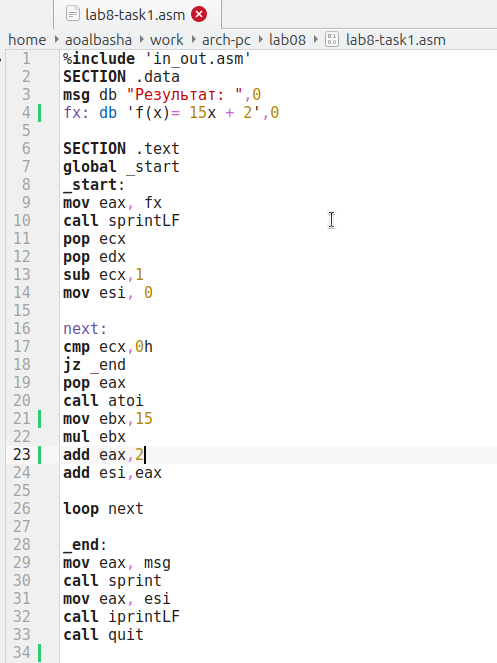 lab8-task1.asm
home aoalbasha work arch-pc lab08 lab8-task1.asm
1 %include 'in_out.asm'
2 SECTION .data
3 msg db "Результат: ",0
4 fx: db 'f(x)= 15x + 2',0
5
6 SECTION .text
7 global _start
8 _start:
9 mov eax, fx
10 call sprintLF
11 pop ecx
12 pop edx
13 sub ecx,1
14 mov esi, 0
15
16 next:
17 cmp ecx,0h
18 jz _end
19 pop eax
20 call atoi
21 mov ebx,15
22 mul ebx
23 add eax,2
24 add esi,eax
25
26 loop next
27
28 _end:
29 mov eax, msg
30 call sprint
31 mov eax, esi
32 call iprintLF
33 call quit
34